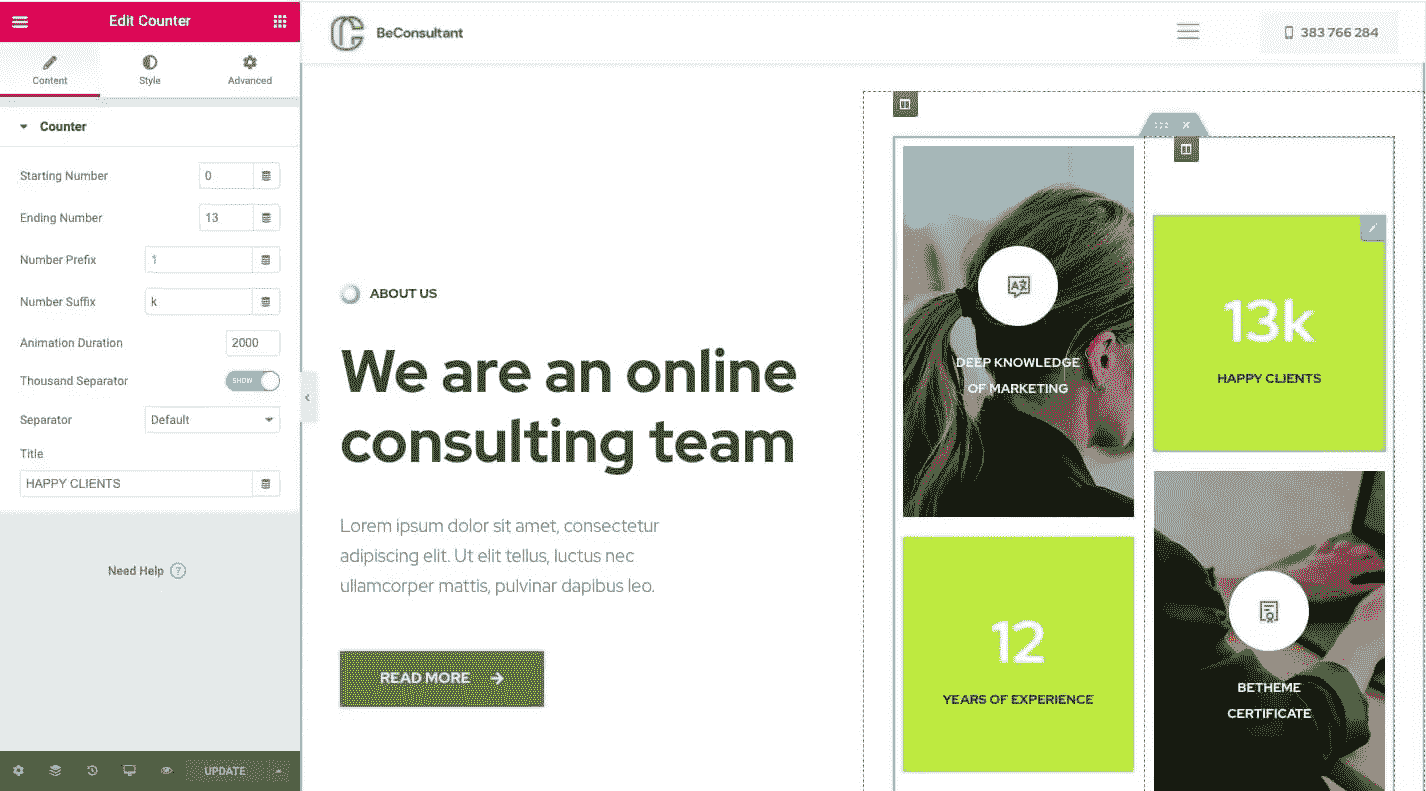 Edit Counter
Content
Style
Advanced
Counter
Starting Number
0
Ending Number
13
Number Prefix
1
Number Suffix
k
Animation Duration
2000
Thousand Separator
SHOW
Separator
Default
Title
HAPPY CLIENTS
Need Help ?
UPDATE
BeConsultant
383 766 284
ABOUT US
We are an online
consulting team
Lorem ipsum dolor sit amet, consectetur
adipiscing elit. Ut elit tellus, luctus nec
ullamcorper mattis, pulvinar dapibus leo.
READ MORE
DEEP KNOWLEDGE
OF MARKETING
13k
HAPPY CLIENTS
12
YEARS OF EXPERIENCE
BETHEME
CERTIFICATE